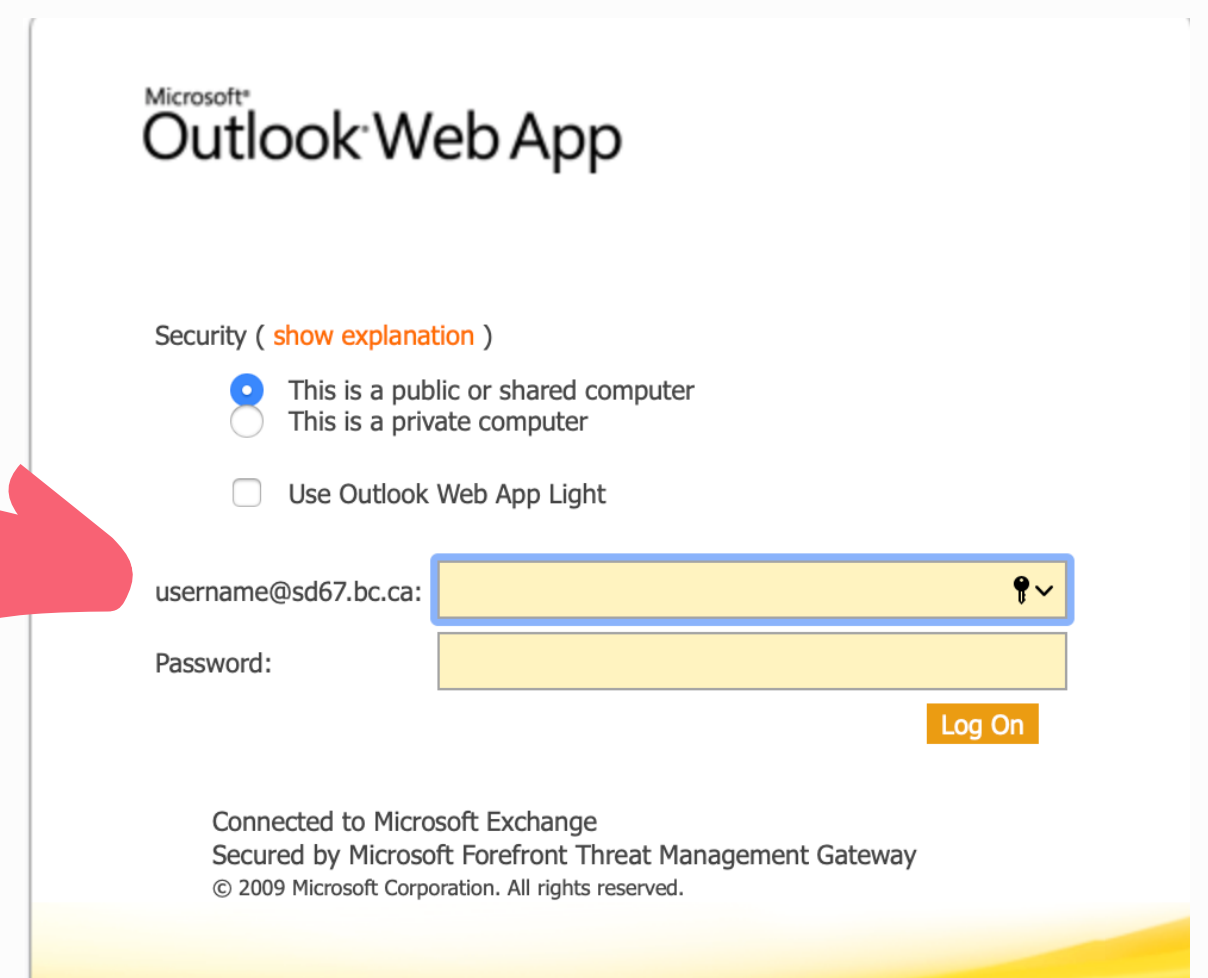 Microsoft®
Outlook Web App
Security ( show explanation )
This is a public or shared computer
This is a private computer
Use Outlook Web App Light
username@sd67.bc.ca:
Password:
Log On
Connected to Microsoft Exchange
Secured by Microsoft Forefront Threat Management Gateway
© 2009 Microsoft Corporation. All rights reserved.